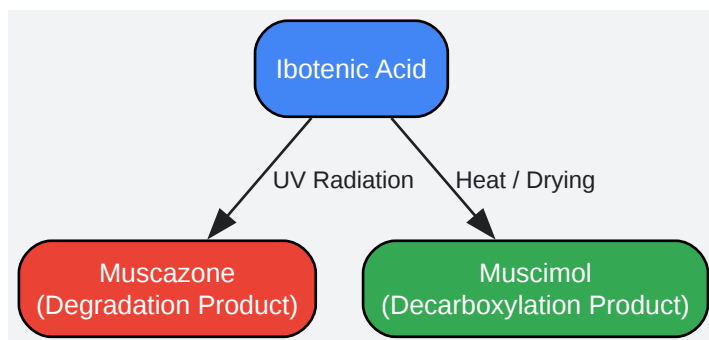 Ibotenic Acid
UV Radiation
Heat / Drying
Muscazone
(Degradation Product)
Muscimol
(Decarboxylation Product)